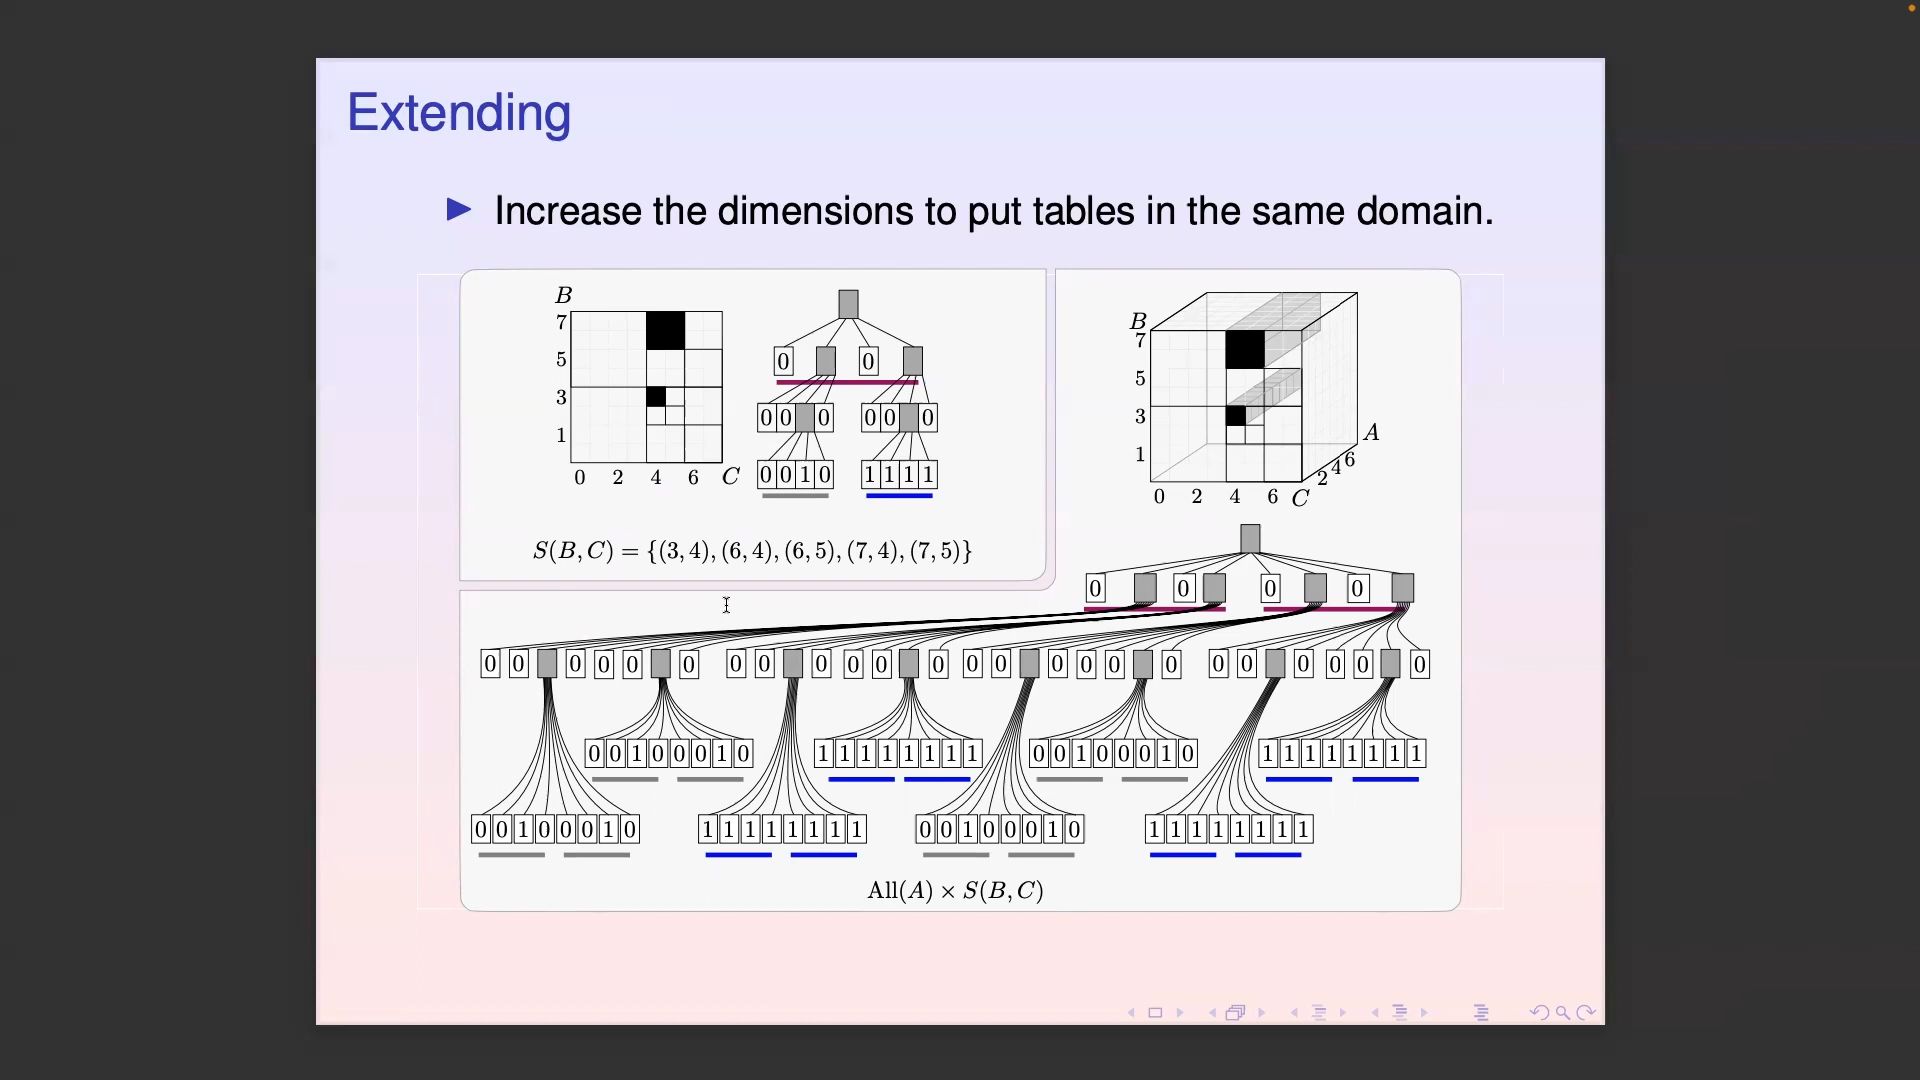 Extending
Increase the dimensions to put tables in the same domain.
B
7
5
3
1
0 2 4 6 C
0 0
0 0 0 0 0 0
0 0 1 0 1 1 1 1
S(B, C) = {(3, 4), (6, 4), (6, 5), (7, 4), (7, 5)}
B
7
5
3
1
0 2 4 6 C
2 4 6
A
0 0 0 0
0 0 0 0 0 0 0 0 0 0 0 0 0 0 0 0 0 0 0 0 0 0 0 0
0 0 1 0 0 0 1 0 1 1 1 1 1 1 1 1 0 0 1 0 0 0 1 0 1 1 1 1 1 1 1 1
0 0 1 0 0 0 1 0 1 1 1 1 1 1 1 1 0 0 1 0 0 0 1 0 1 1 1 1 1 1 1 1
All(A) × S(B, C)